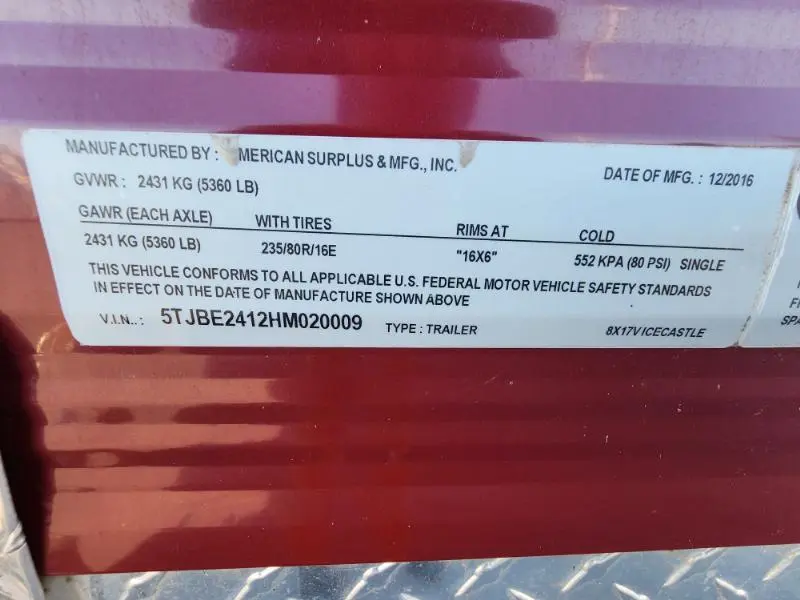 MANUFACTURED BY : MERICAN SURPLUS & MFG., INC.
DATE OF MFG. : 12/2016
GVWR : 2431 KG (5360 LB)
GAWR (EACH AXLE) WITH TIRES RIMS AT COLD
2431 KG (5360 LB) 235/80R/16E "16X6" 552 KPA (80 PSI) SINGLE
THIS VEHICLE CONFORMS TO ALL APPLICABLE U.S. FEDERAL MOTOR VEHICLE SAFETY STANDARDS
IN EFFECT ON THE DATE OF MANUFACTURE SHOWN ABOVE
V.I.N.. : 5TJBE2412HM020009 TYPE : TRAILER 8X17VICECASTLE